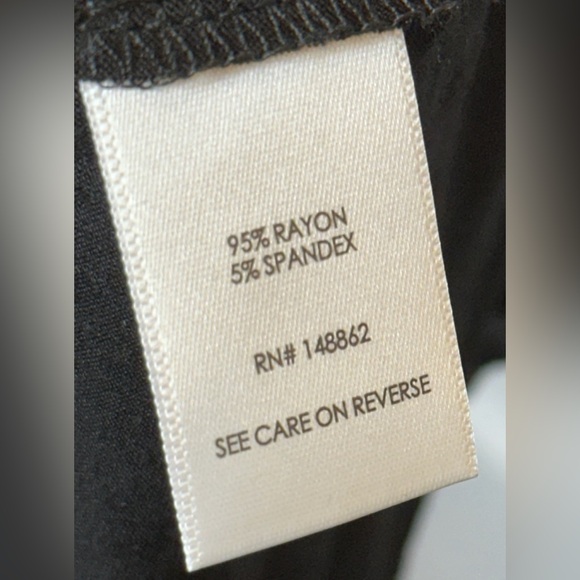 95% RAYON
5% SPANDEX
RN# 148862
SEE CARE ON REVERSE